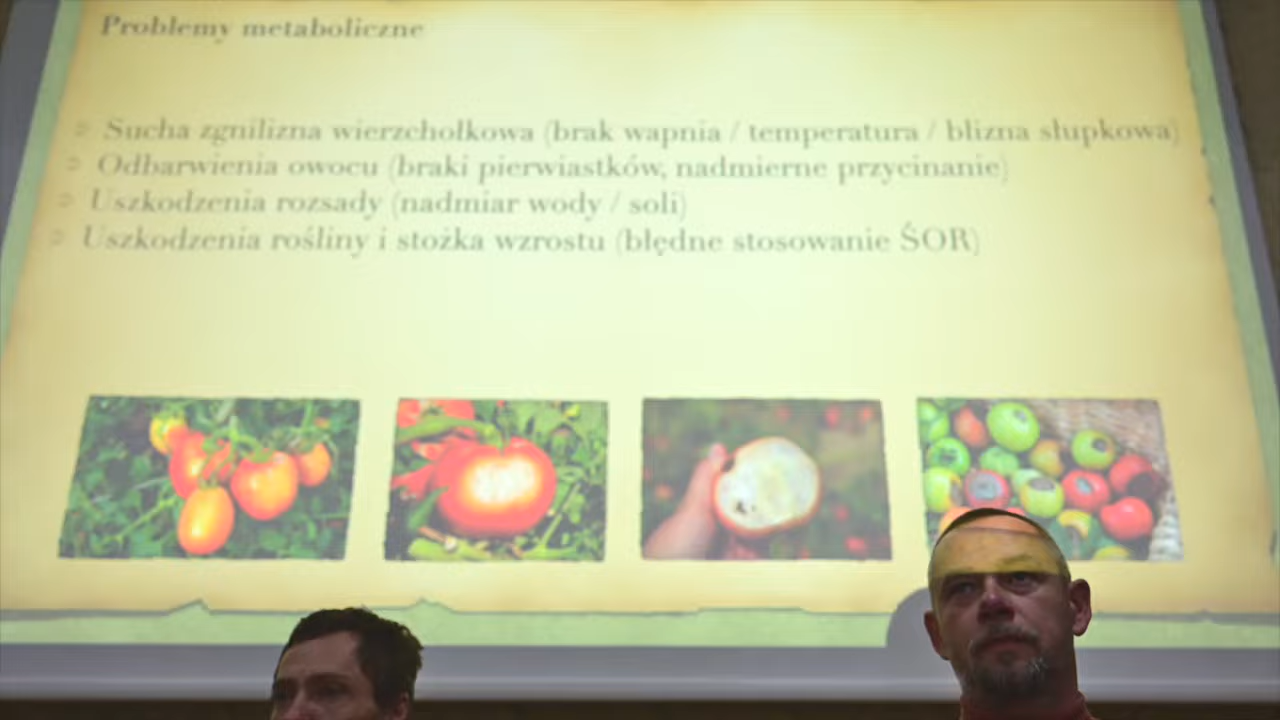 Problemy metaboliczne
Sucha zgnilizna wierzchołkowa (brak wapnia / temperatura / blizna słupkowa)
Odbarwienia owocu (braki pierwiastków, nadmierne przycinanie)
Uszkodzenia rozsady (nadmiar wody / soli)
Uszkodzenia rośliny i stożka wzrostu (błędne stosowanie ŚOR)